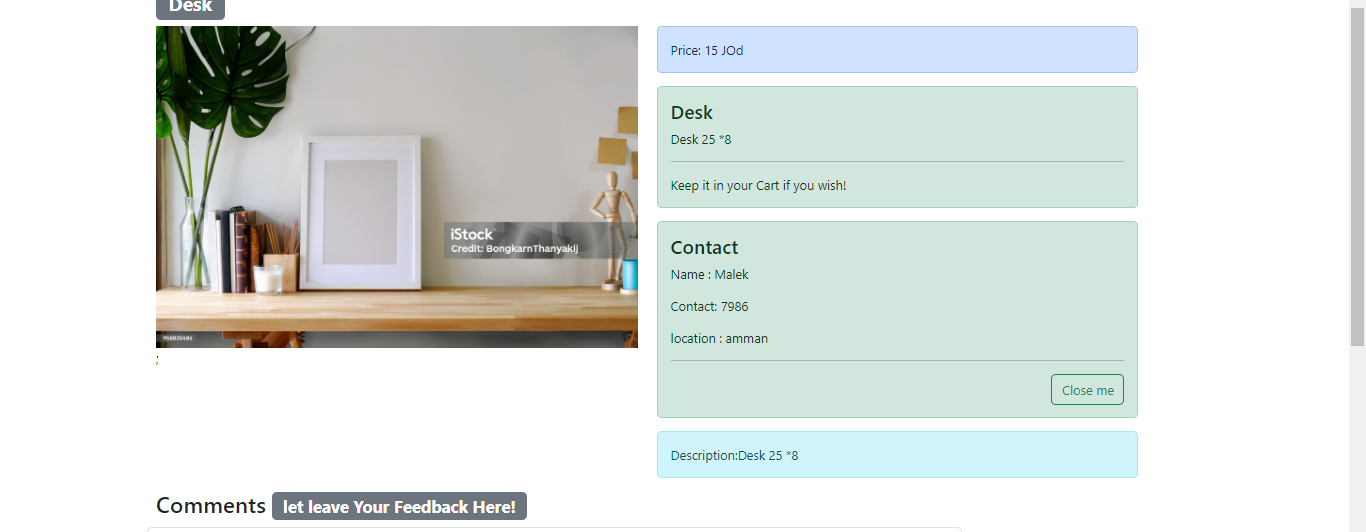 Desk
Price: 15 JOd
Desk
Desk 25 *8
Keep it in your Cart if you wish!
iStock
Credit: BongkarnThanyakij
Contact
Name : Malek
Contact: 7986
location : amman
;
Close me
Description:Desk 25 *8
Comments let leave Your Feedback Here!